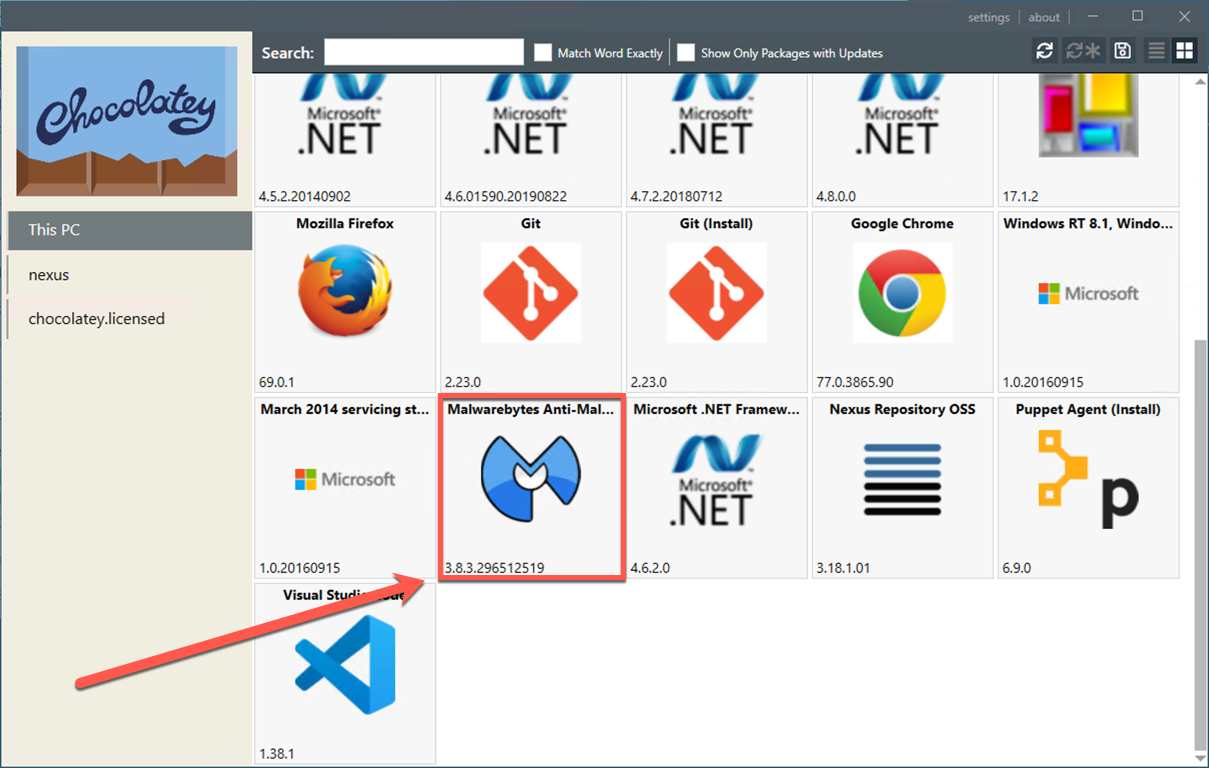 settings
about
Chocolatey
Search:
Match Word Exactly
Show Only Packages with Updates
This PC
nexus
chocolatey.licensed
Microsoft®
.NET
4.5.2.20140902
Microsoft®
.NET
4.6.01590.20190822
Microsoft®
.NET
4.7.2.20180712
Microsoft®
.NET
4.8.0.0
17.1.2
Mozilla Firefox
69.0.1
Git
2.23.0
Git (Install)
2.23.0
Google Chrome
77.0.3865.90
Windows RT 8.1, Windo...
Microsoft
1.0.20160915
March 2014 servicing st...
Microsoft
1.0.20160915
Malwarebytes Anti-Mal...
3.8.3.296512519
Microsoft .NET Framew...
Microsoft®
.NET
4.6.2.0
Nexus Repository OSS
3.18.1.01
Puppet Agent (Install)
p
6.9.0
Visual Studio Code
1.38.1